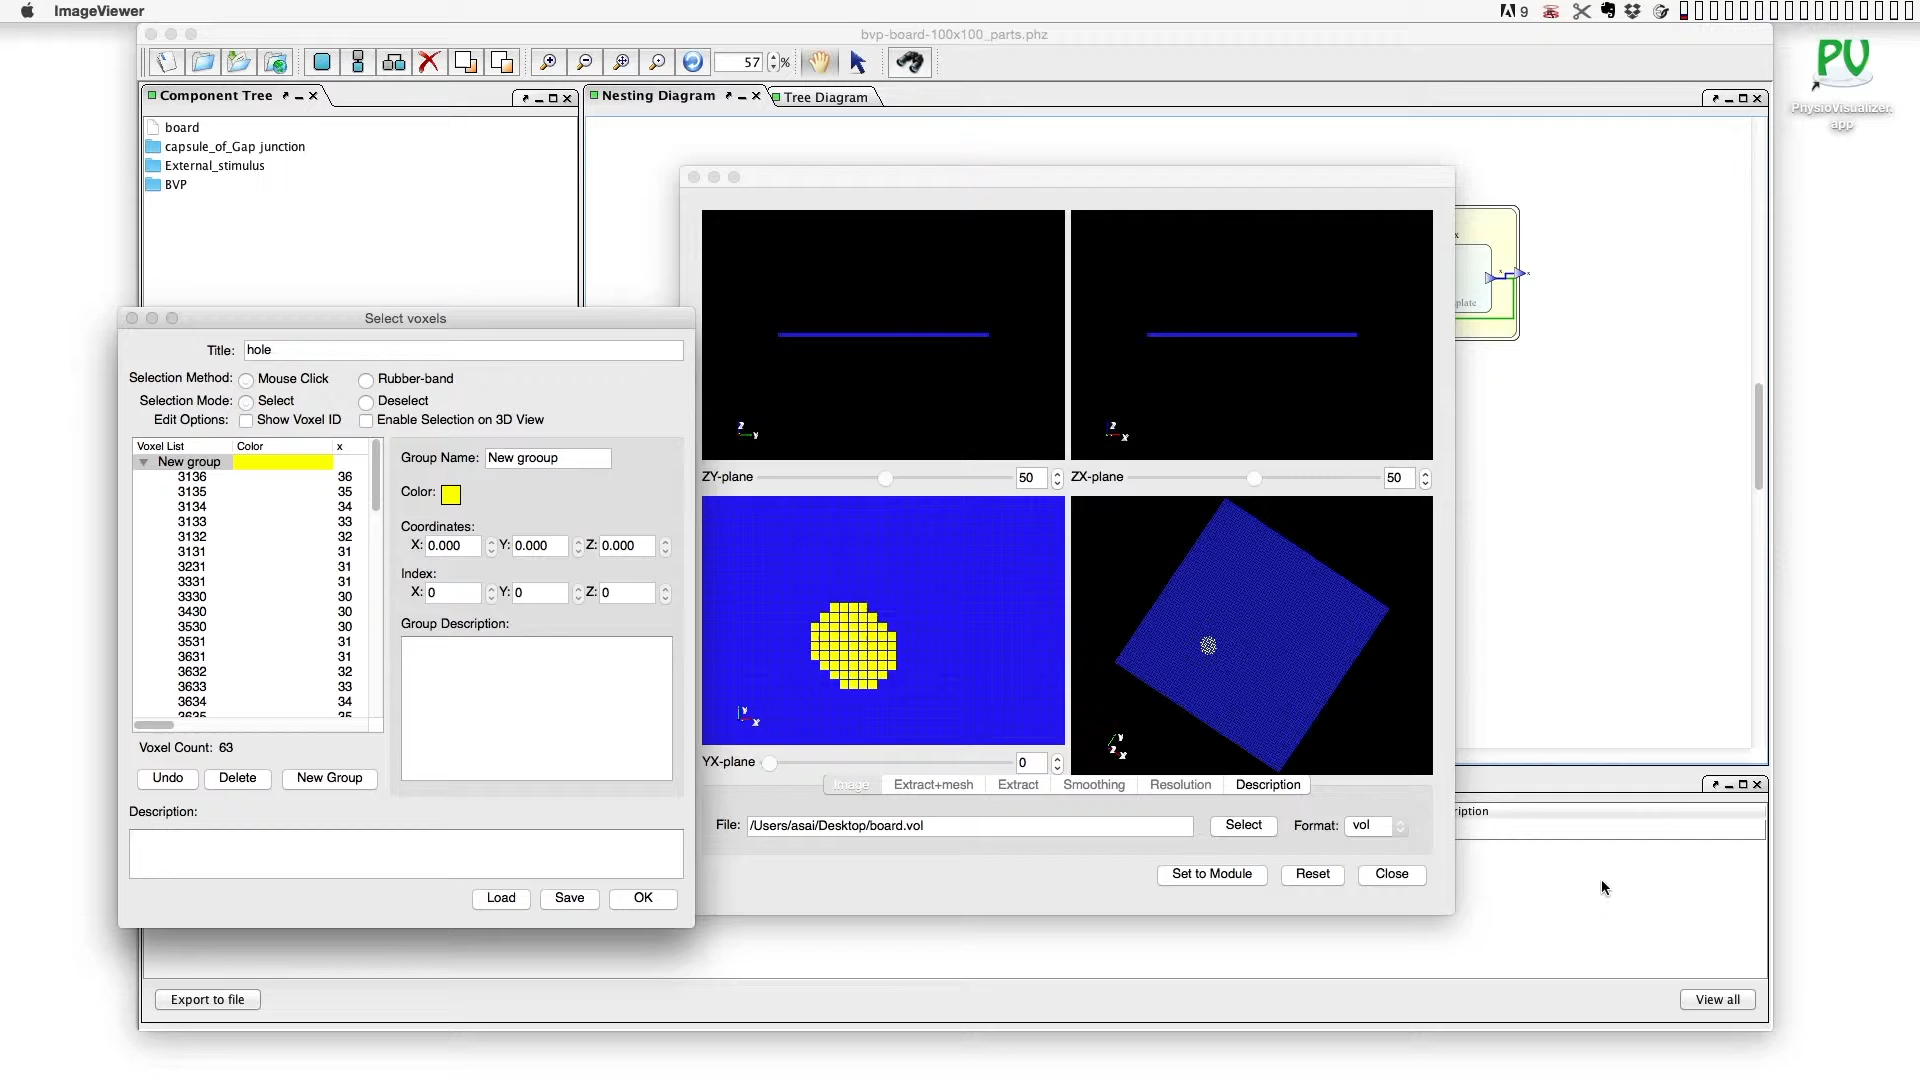 ImageViewer
9
bvp-board-100x100_parts.phz
57 %
Component Tree
Nesting Diagram
Tree Diagram
PhysioVisualizer.
app
board
capsule_of_Gap junction
External_stimulus
BVP
x
x
x
plate
Select voxels
Title: hole
Selection Method: Mouse Click Rubber-band
Selection Mode: Select Deselect
Edit Options: Show Voxel ID Enable Selection on 3D View
Voxel List Color x
New group
3136 36
3135 35
3134 34
3133 33
3132 32
3131 31
3231 31
3331 31
3330 30
3430 30
3530 30
3531 31
3631 31
3632 32
3633 33
3634 34
3635 35
Group Name: New grooup
Color:
Coordinates:
X: 0.000 Y: 0.000 Z: 0.000
Index:
X: 0 Y: 0 Z: 0
Group Description:
Voxel Count: 63
Undo Delete New Group
Description:
Load Save OK
z y
z x
ZY-plane 50
ZX-plane 50
y x
y z x
YX-plane 0
Image Extract+mesh Extract Smoothing Resolution Description
File: /Users/asai/Desktop/board.vol Select Format: vol
Set to Module Reset Close
ription
Export to file
View all